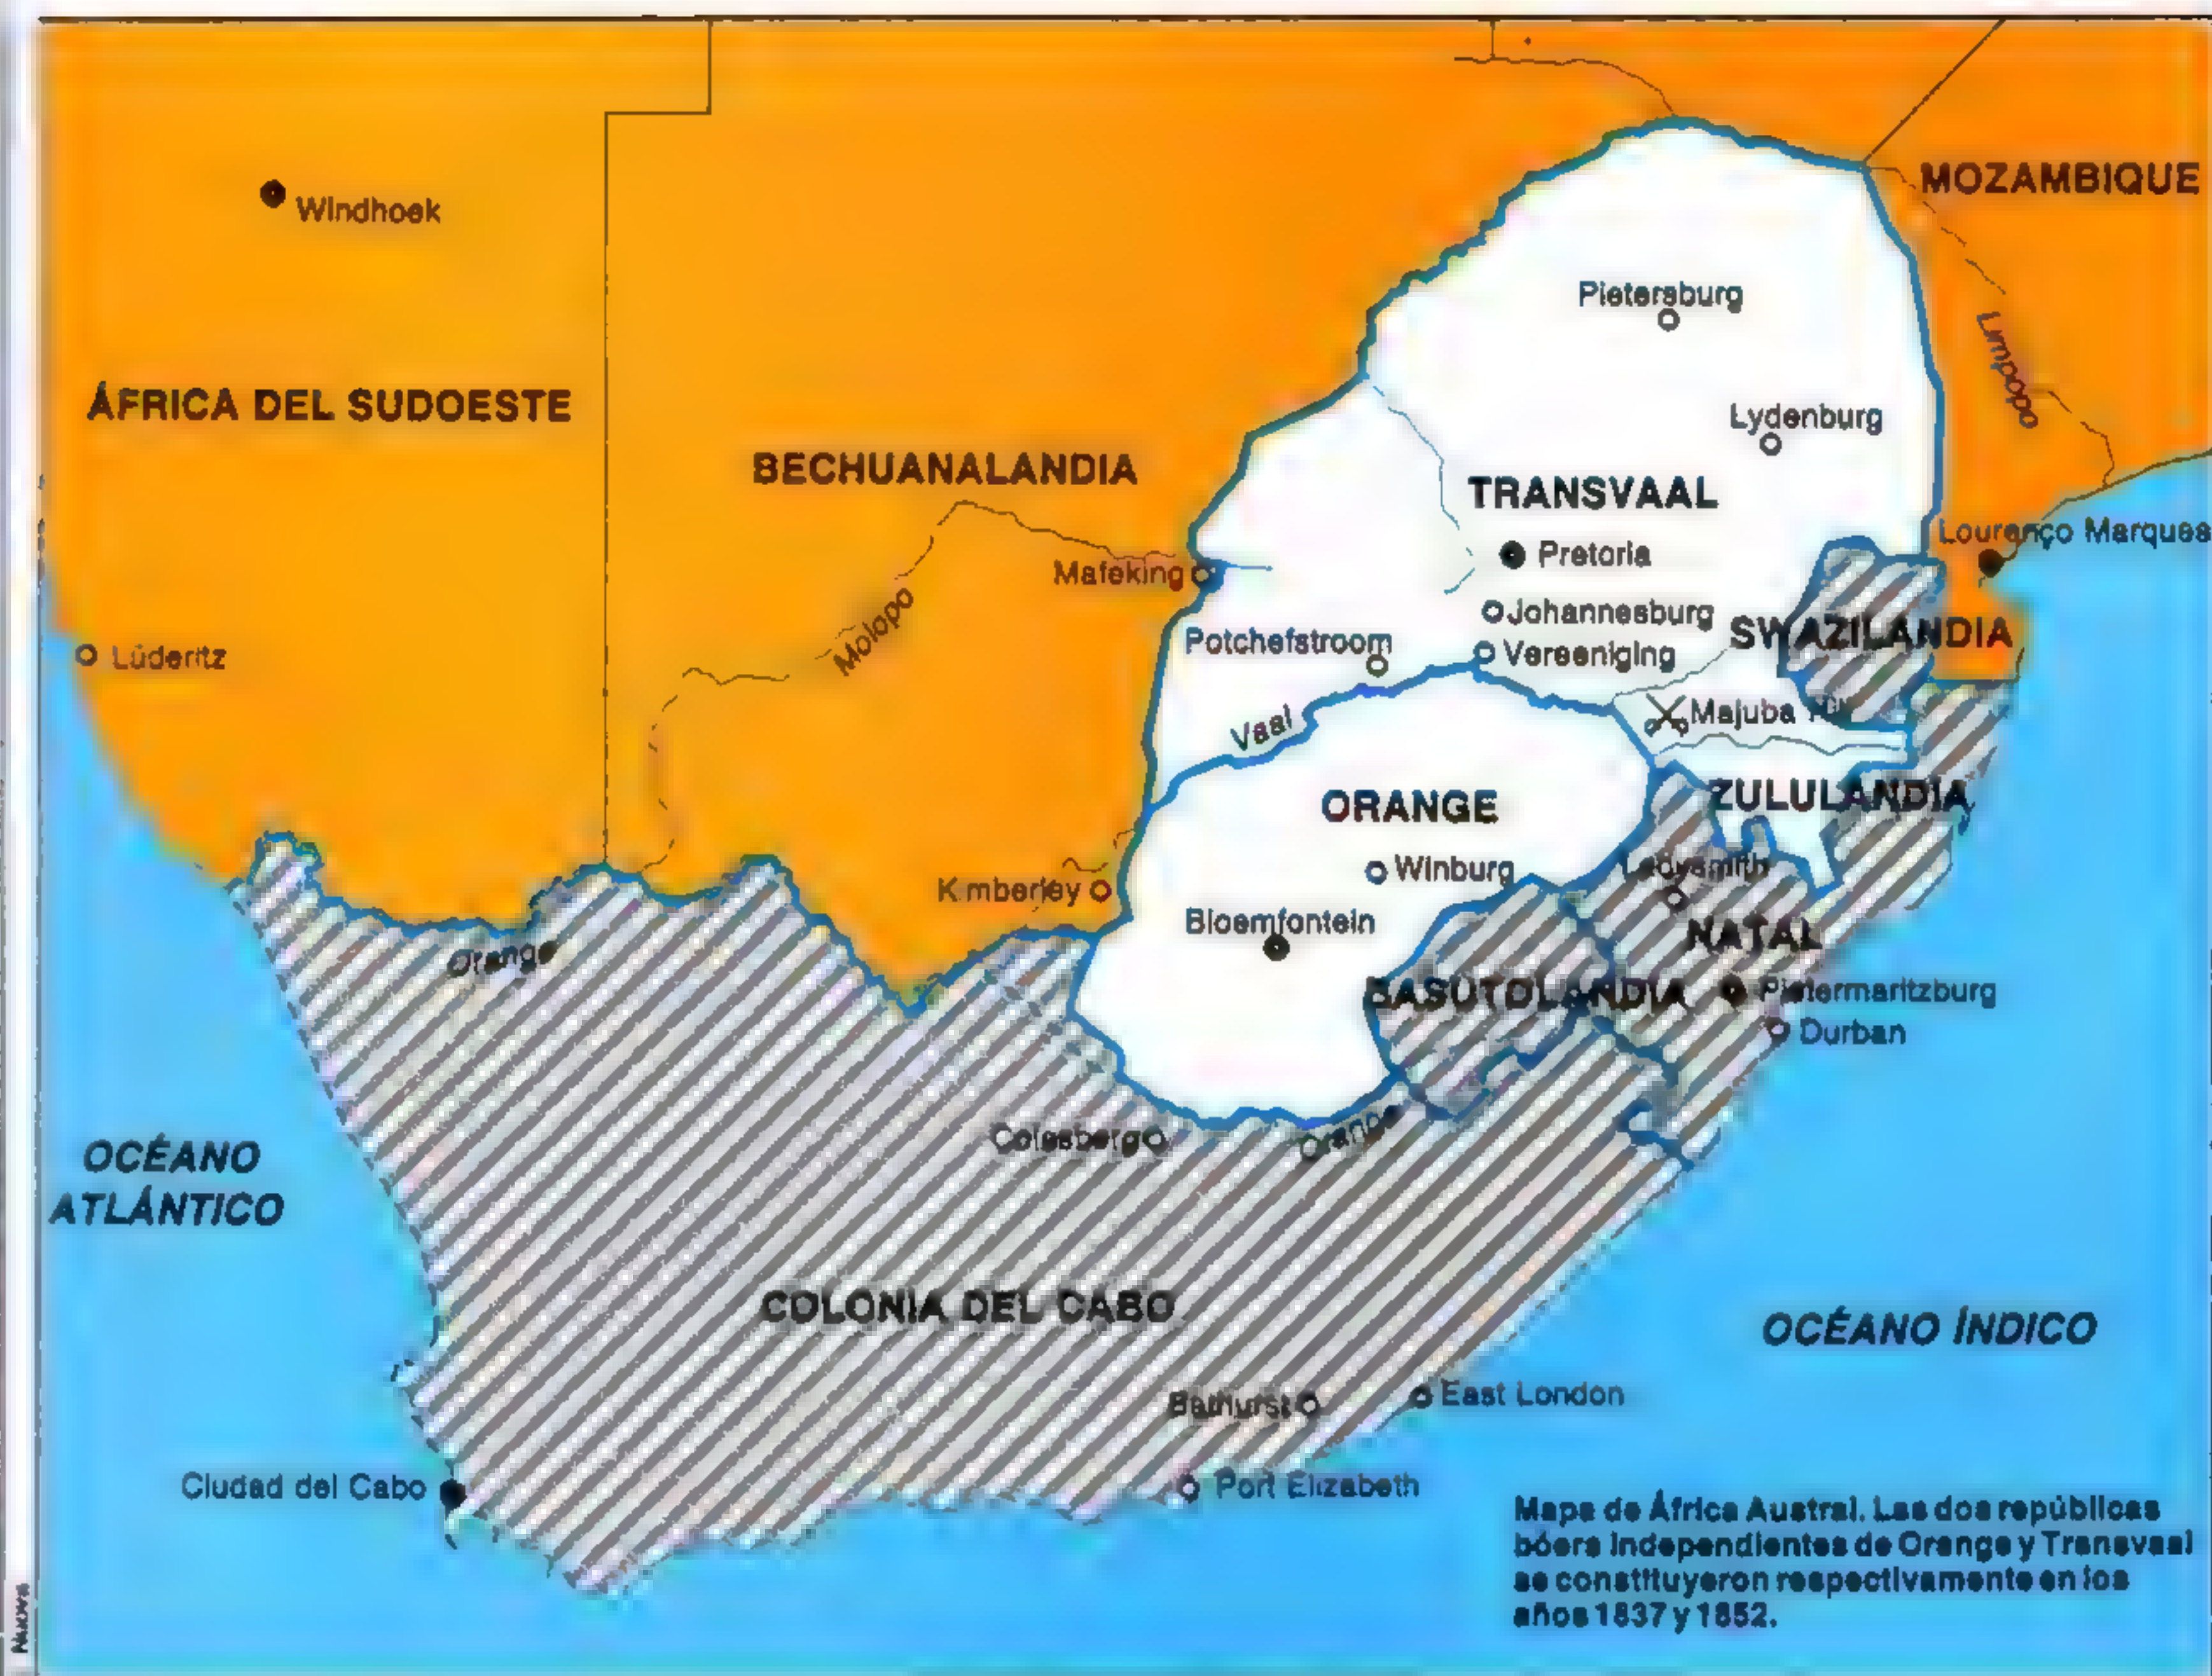 MOZAMBIQUE
Windhoek
Pietersburg
Limpopo
ÁFRICA DEL SUDOESTE
Lydenburg
BECHUANALANDIA
TRANSVAAL
Lourenço Marques
Pretoria
Mafeking
Molopo
Johannesburg
SWAZILANDIA
Potchefstroom
Vereeniging
Lüderitz
Majuba Hill
Vaal
ZULULANDIA
ORANGE
Ladysmith
Winburg
Kimberley
Bloemfontein
NATAL
Orange
BASUTOLANDIA
Pietermaritzburg
Durban
Colesberg
Orange
OCÉANO
ATLÁNTICO
COLONIA DEL CABO
OCÉANO ÍNDICO
Bathurst
East London
Ciudad del Cabo
Port Elizabeth
Mapa de África Austral. Las dos repúblicas
bóers independientes de Orange y Transvaal
se constituyeron respectivamente en los
años 1837 y 1852.